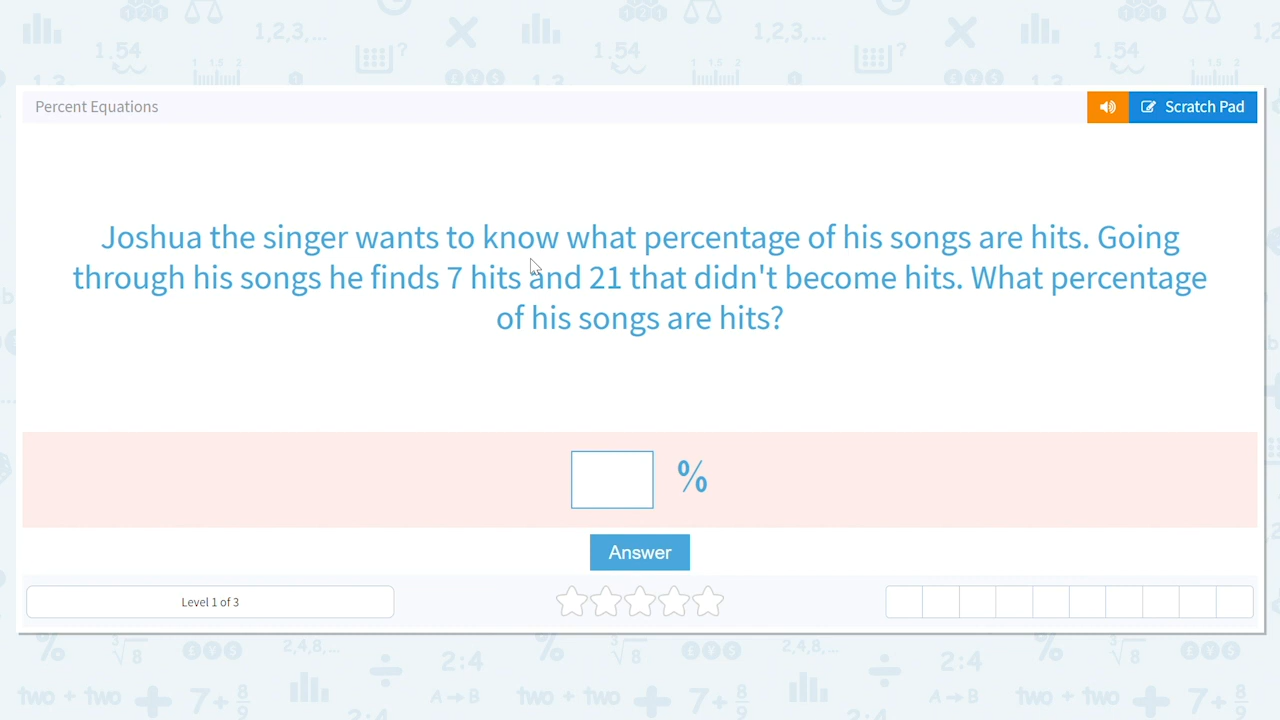 Percent Equations
Scratch Pad
Joshua the singer wants to know what percentage of his songs are hits. Going
through his songs he finds 7 hits and 21 that didn't become hits. What percentage
of his songs are hits?
%
Answer
Level 1 of 3